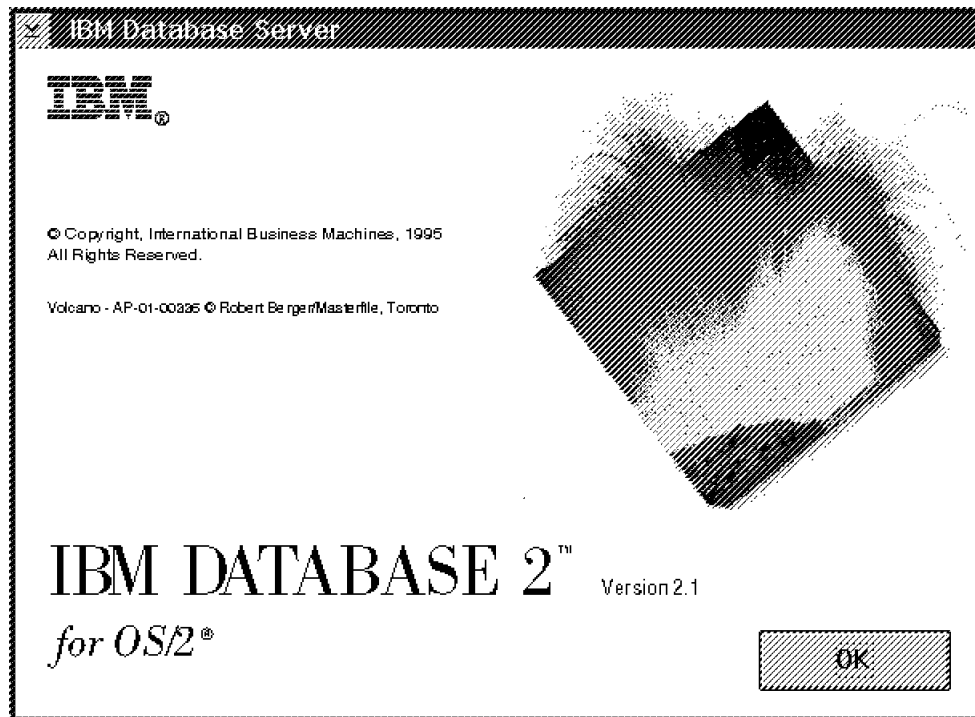 IBM Database Server
IBM®
© Copyright, International Business Machines, 1995
All Rights Reserved.
Volcano - AP-01-00335 © Robert Berger/Masterfile, Toronto
IBM DATABASE 2™ Version 2.1
for OS/2®
OK